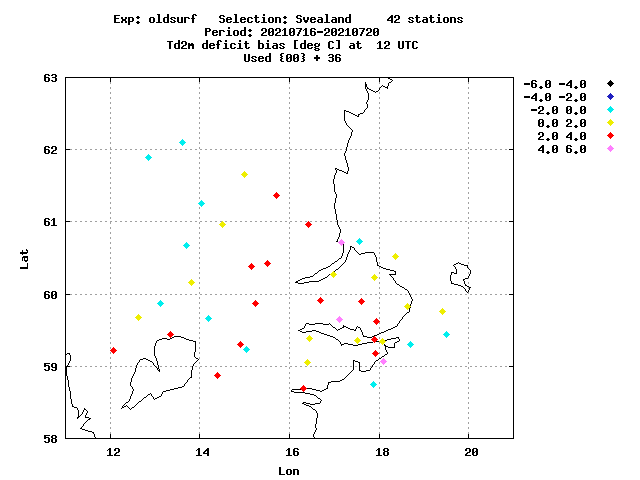 Exp: oldsurf   Selection: Svealand     42 stations
Period: 20210716-20210720
Td2m deficit bias [deg C] at  12 UTC
Used {00} + 36
63
62
61
60
59
58
Lat
12
14
16
18
20
Lon
-6.0 -4.0
-4.0 -2.0
-2.0 0.0
0.0 2.0
2.0 4.0
4.0 6.0